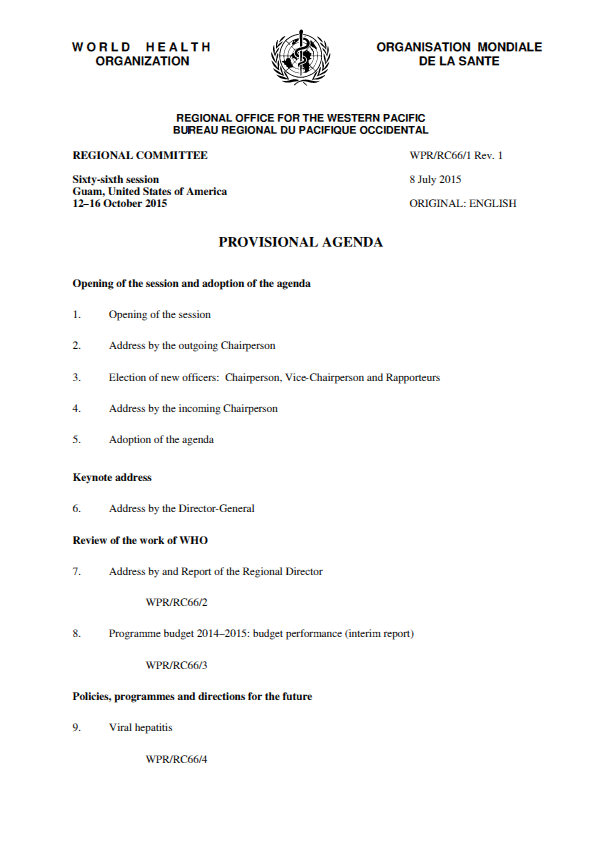 WORLD HEALTH
ORGANIZATION
ORGANISATION MONDIALE
DE LA SANTE
REGIONAL OFFICE FOR THE WESTERN PACIFIC
BUREAU REGIONAL DU PACIFIQUE OCCIDENTAL
REGIONAL COMMITTEE WPR/RC66/1 Rev. 1
Sixty-sixth session 8 July 2015
Guam, United States of America
12–16 October 2015 ORIGINAL: ENGLISH
PROVISIONAL AGENDA
Opening of the session and adoption of the agenda
1. Opening of the session
2. Address by the outgoing Chairperson
3. Election of new officers: Chairperson, Vice-Chairperson and Rapporteurs
4. Address by the incoming Chairperson
5. Adoption of the agenda
Keynote address
6. Address by the Director-General
Review of the work of WHO
7. Address by and Report of the Regional Director
WPR/RC66/2
8. Programme budget 2014–2015: budget performance (interim report)
WPR/RC66/3
Policies, programmes and directions for the future
9. Viral hepatitis
WPR/RC66/4